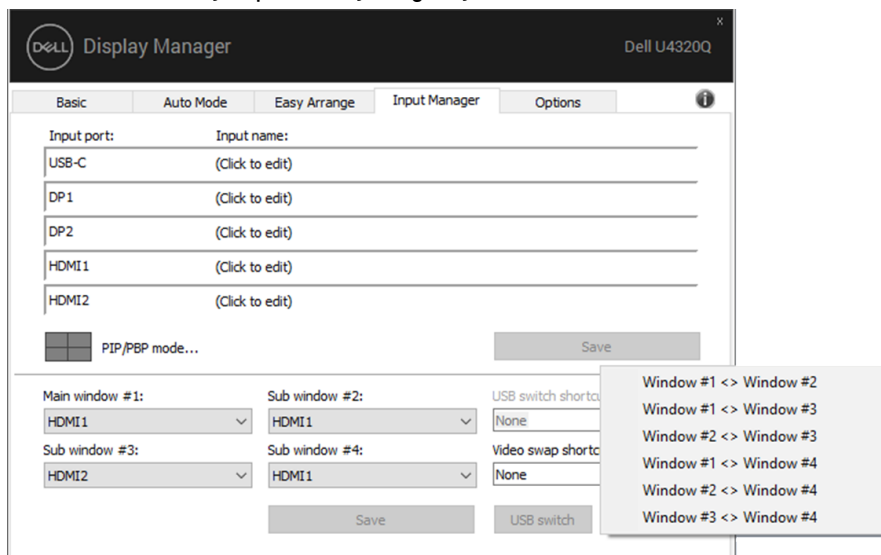 DELL Display Manager Dell U4320Q
x
Basic Auto Mode Easy Arrange Input Manager Options i
Input port: Input name:
USB-C (Click to edit)
DP1 (Click to edit)
DP2 (Click to edit)
HDMI1 (Click to edit)
HDMI2 (Click to edit)
PIP/PBP mode... Save
Main window #1: Sub window #2: USB switch shortcu
HDMI1 HDMI1 None
Sub window #3: Sub window #4: Video swap shortc
HDMI2 HDMI1 None
Save USB switch
Window #1 <> Window #2
Window #1 <> Window #3
Window #2 <> Window #3
Window #1 <> Window #4
Window #2 <> Window #4
Window #3 <> Window #4